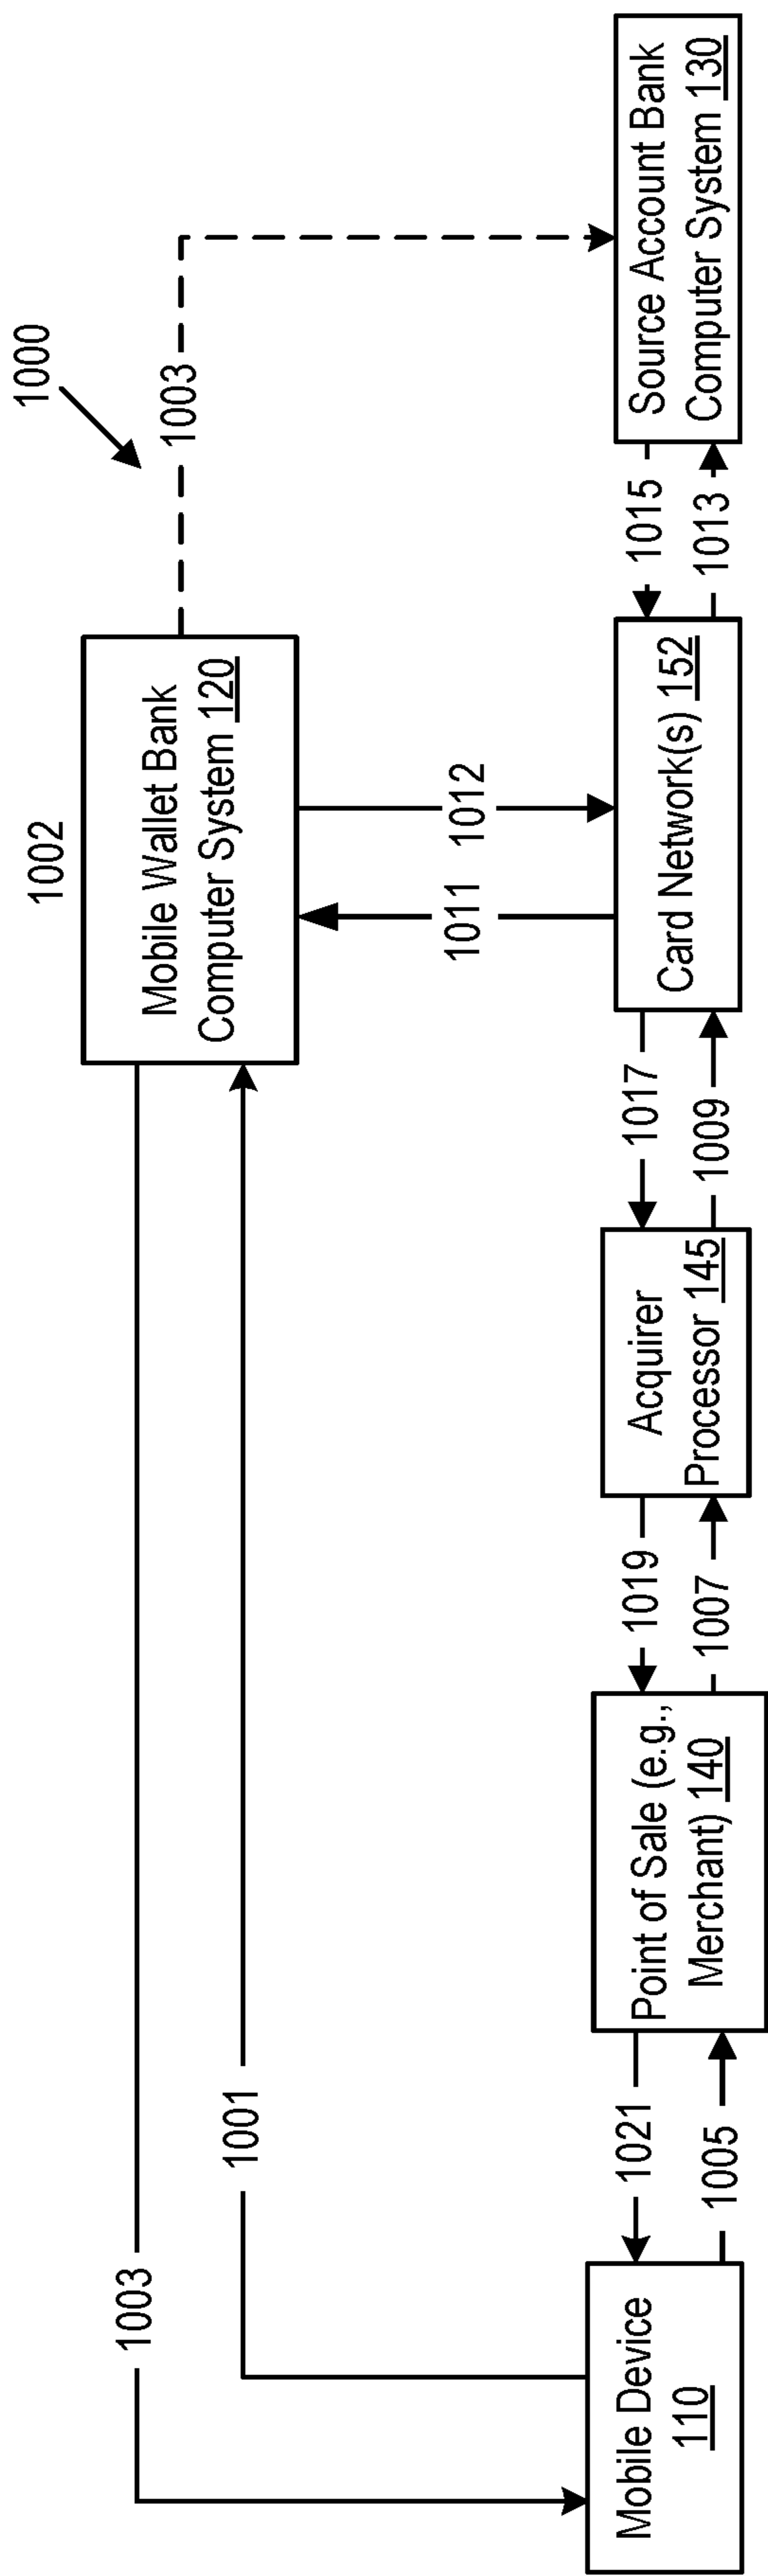 1000
1002
1003
1003
1001
Mobile Wallet Bank
Computer System 120
1011
1012
Mobile Device
110
1021
1005
Point of Sale (e.g.,
Merchant) 140
1019
1007
Acquirer
Processor 145
1017
1009
Card Network(s) 152
1015
1013
Source Account Bank
Computer System 130